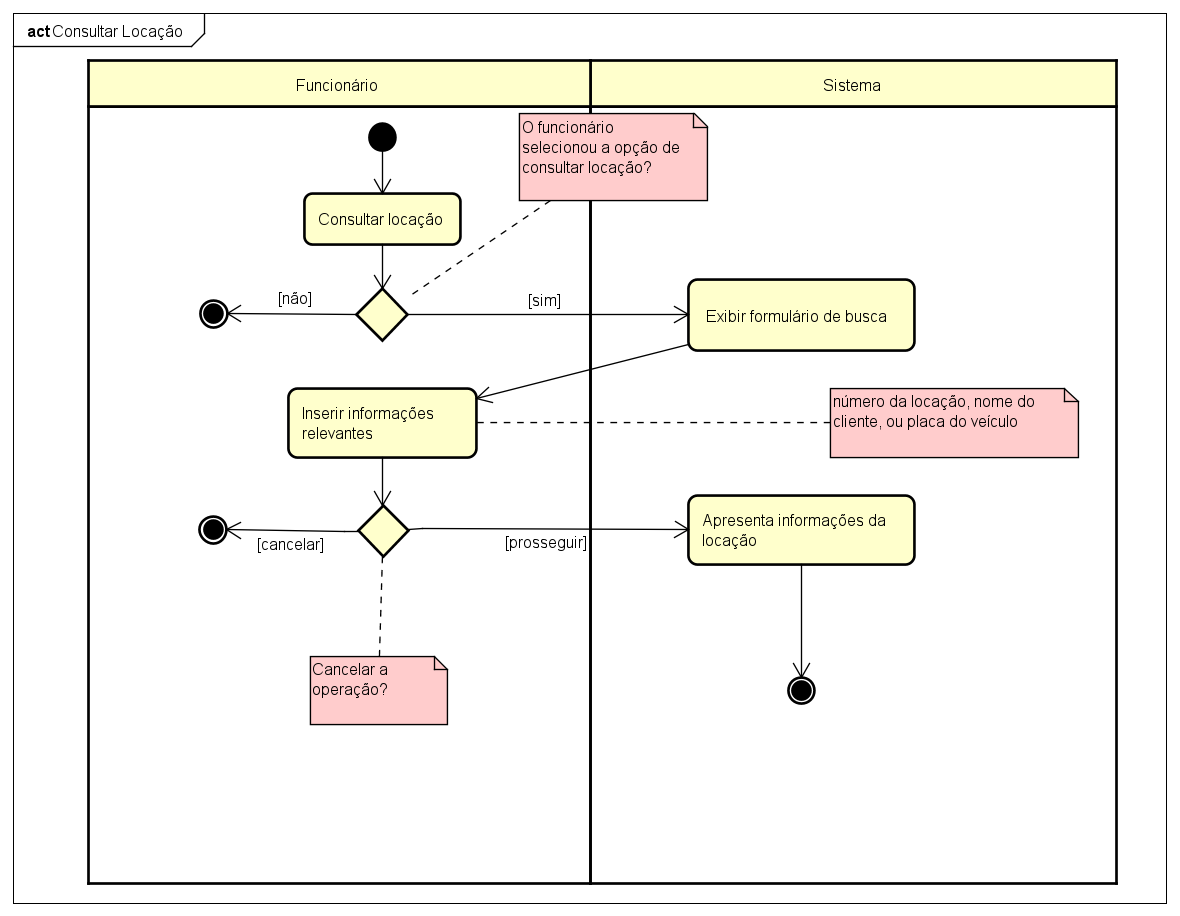 act Consultar Locação
Funcionário
Sistema
O funcionário
selecionou a opção de
consultar locação?
Consultar locação
[não]
[sim]
Exibir formulário de busca
Inserir informações
relevantes
número da locação, nome do
cliente, ou placa do veículo
Apresenta informações da
locação
[cancelar]
[prosseguir]
Cancelar a
operação?